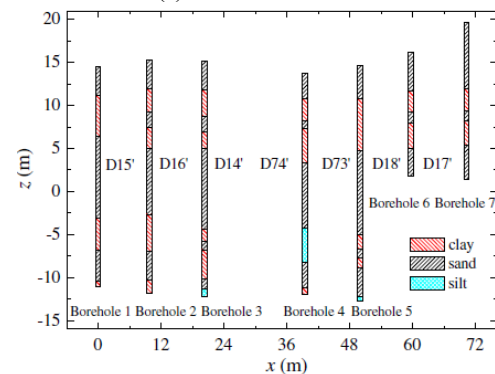 20
15
10
5
0
-5
-10
-15
z (m)
D15' D16' D14' D74' D73' D18' D17'
Borehole 6 Borehole 7
clay
sand
silt
Borehole 1 Borehole 2 Borehole 3 Borehole 4 Borehole 5
0 12 24 36 48 60 72
x (m)